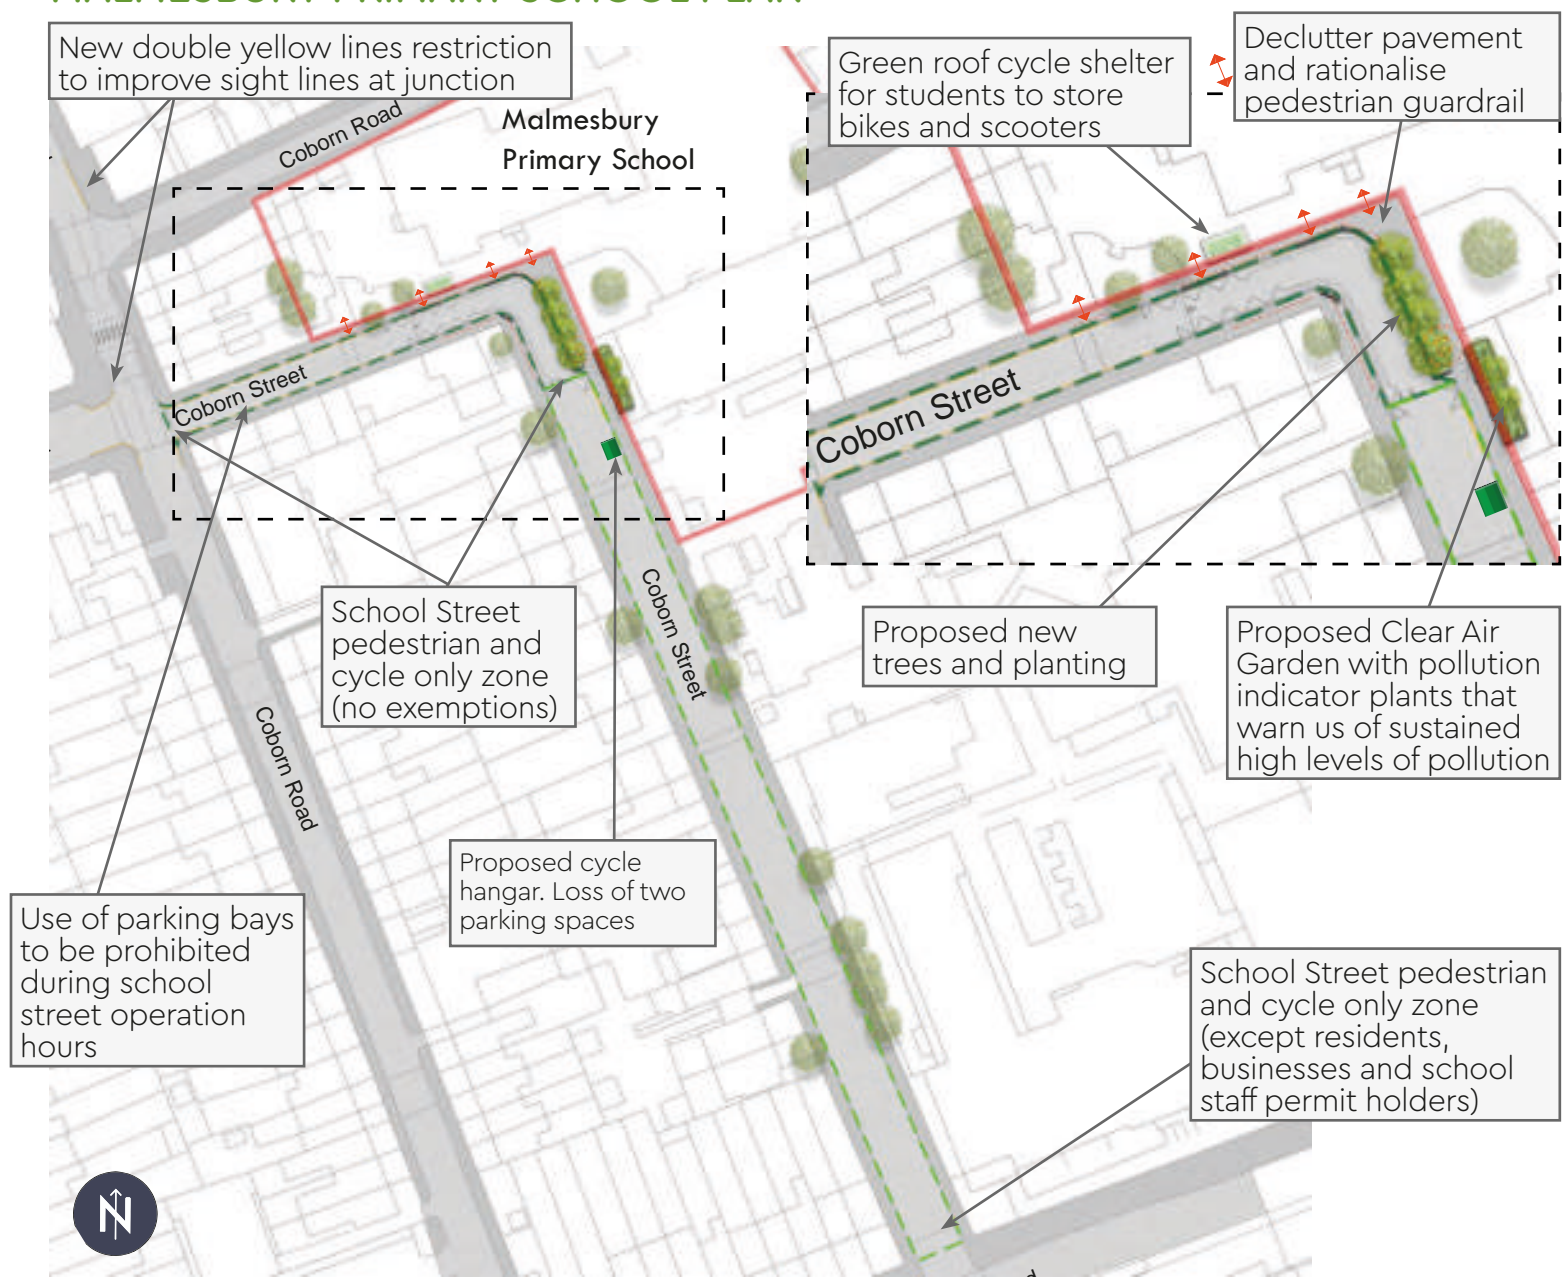 MALMESBURY PRIMARY SCHOOL PLAN
New double yellow lines restriction
to improve sight lines at junction
Green roof cycle shelter
for students to store
bikes and scooters
Declutter pavement
and rationalise
pedestrian guardrail
Coborn Road
Malmesbury
Primary School
Coborn Street
Coborn Street
School Street
pedestrian and
cycle only zone
(no exemptions)
Coborn Street
Proposed new
trees and planting
Proposed Clear Air
Garden with pollution
indicator plants that
warn us of sustained
high levels of pollution
Coborn Road
Proposed cycle
hangar. Loss of two
parking spaces
Use of parking bays
to be prohibited
during school
street operation
hours
School Street pedestrian
and cycle only zone
(except residents,
businesses and school
staff permit holders)
N